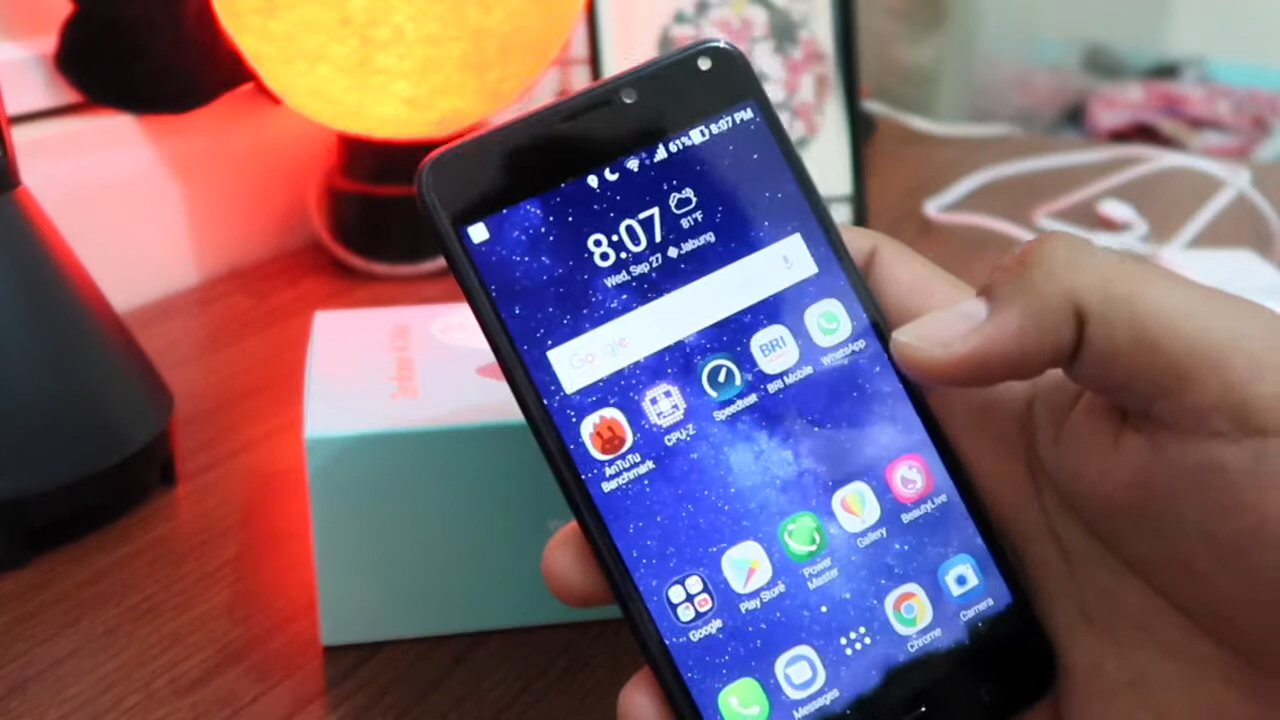 61% 8:07 PM
8:07
81°F
Wed, Sep 27 Jabung
Google
AnTuTu Benchmark
CPU-Z
Speedtest
BRI
BRI Mobile
WhatsApp
Google
Play Store
Power Master
Gallery
BeautyLive
Messages
Chrome
Camera